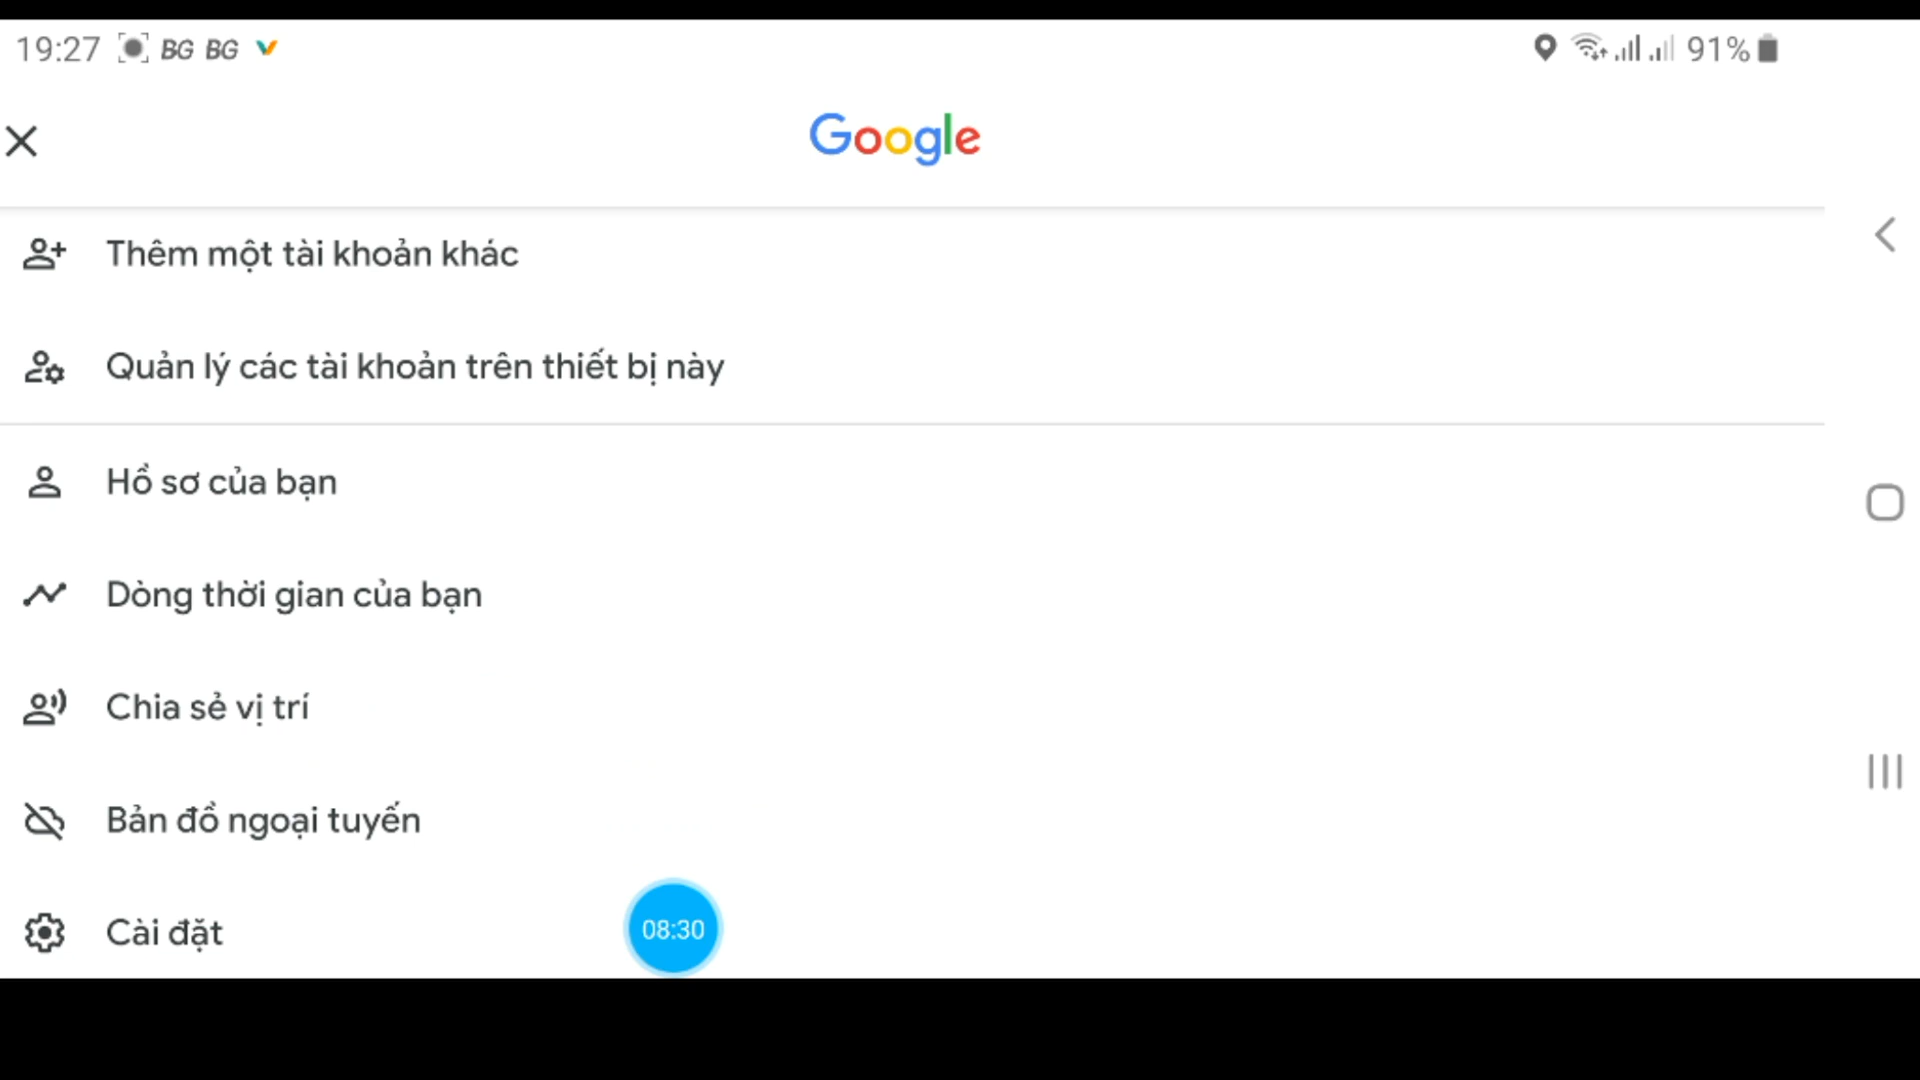 19:27 BG BG 91%
Google
Thêm một tài khoản khác
Quản lý các tài khoản trên thiết bị này
Hồ sơ của bạn
Dòng thời gian của bạn
Chia sẻ vị trí
Bản đồ ngoại tuyến
Cài đặt
08:30